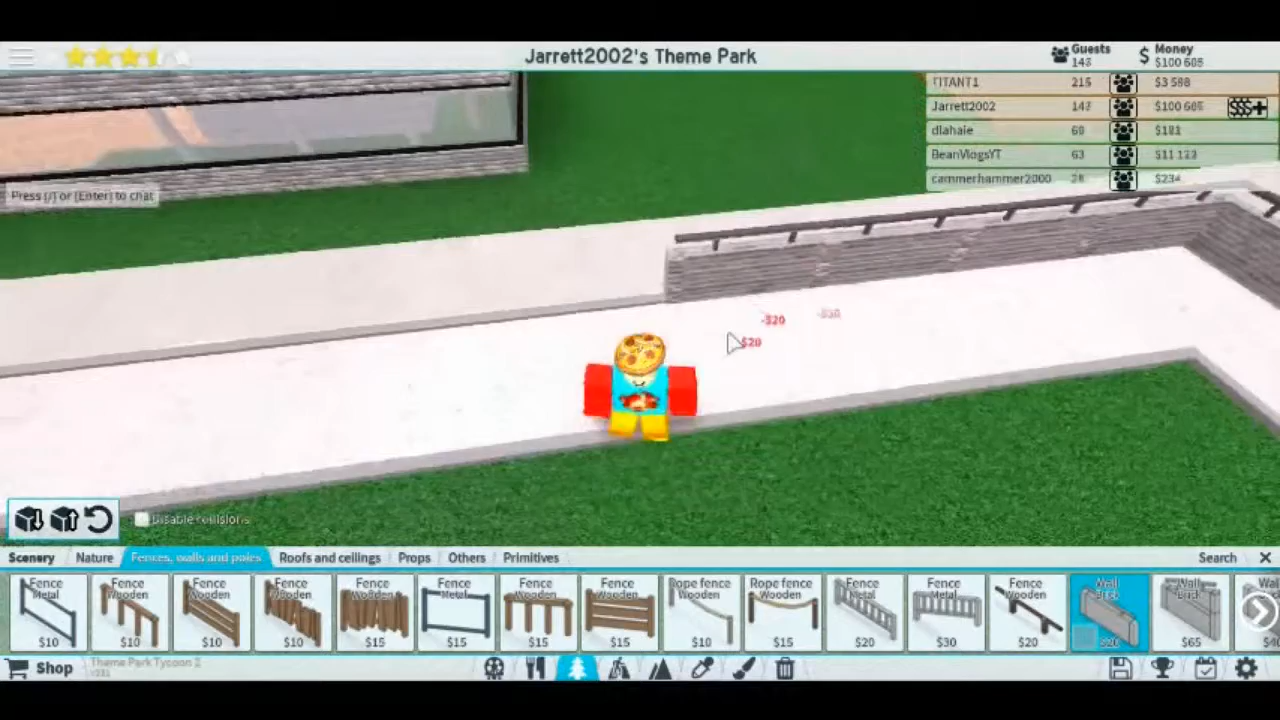 Jarrett2002's Theme Park
Guests
143
$ Money
$100 605
TITANT1 215 $3 588
Jarrett2002 143 $100 605 $$$+
dlahale 60 $181
BeanVlogsYT 63 $11 123
cammerhammer2000 28 $234
Press [/] or [Enter] to chat
-$20
-$20
$20
Disable collisions
Scenery Nature Fences, walls and poles Roofs and ceilings Props Others Primitives Search X
Fence Metal $10
Fence Wooden $10
Fence Wooden $10
Fence Wooden $10
Fence Wooden $15
Fence Metal $15
Fence Wooden $15
Fence Wooden $15
Rope fence Wooden $10
Rope fence Wooden $15
Fence Metal $20
Fence Metal $30
Fence Wooden $20
Wall Brick $20
Wall Brick $65
Shop
Theme Park Tycoon 2